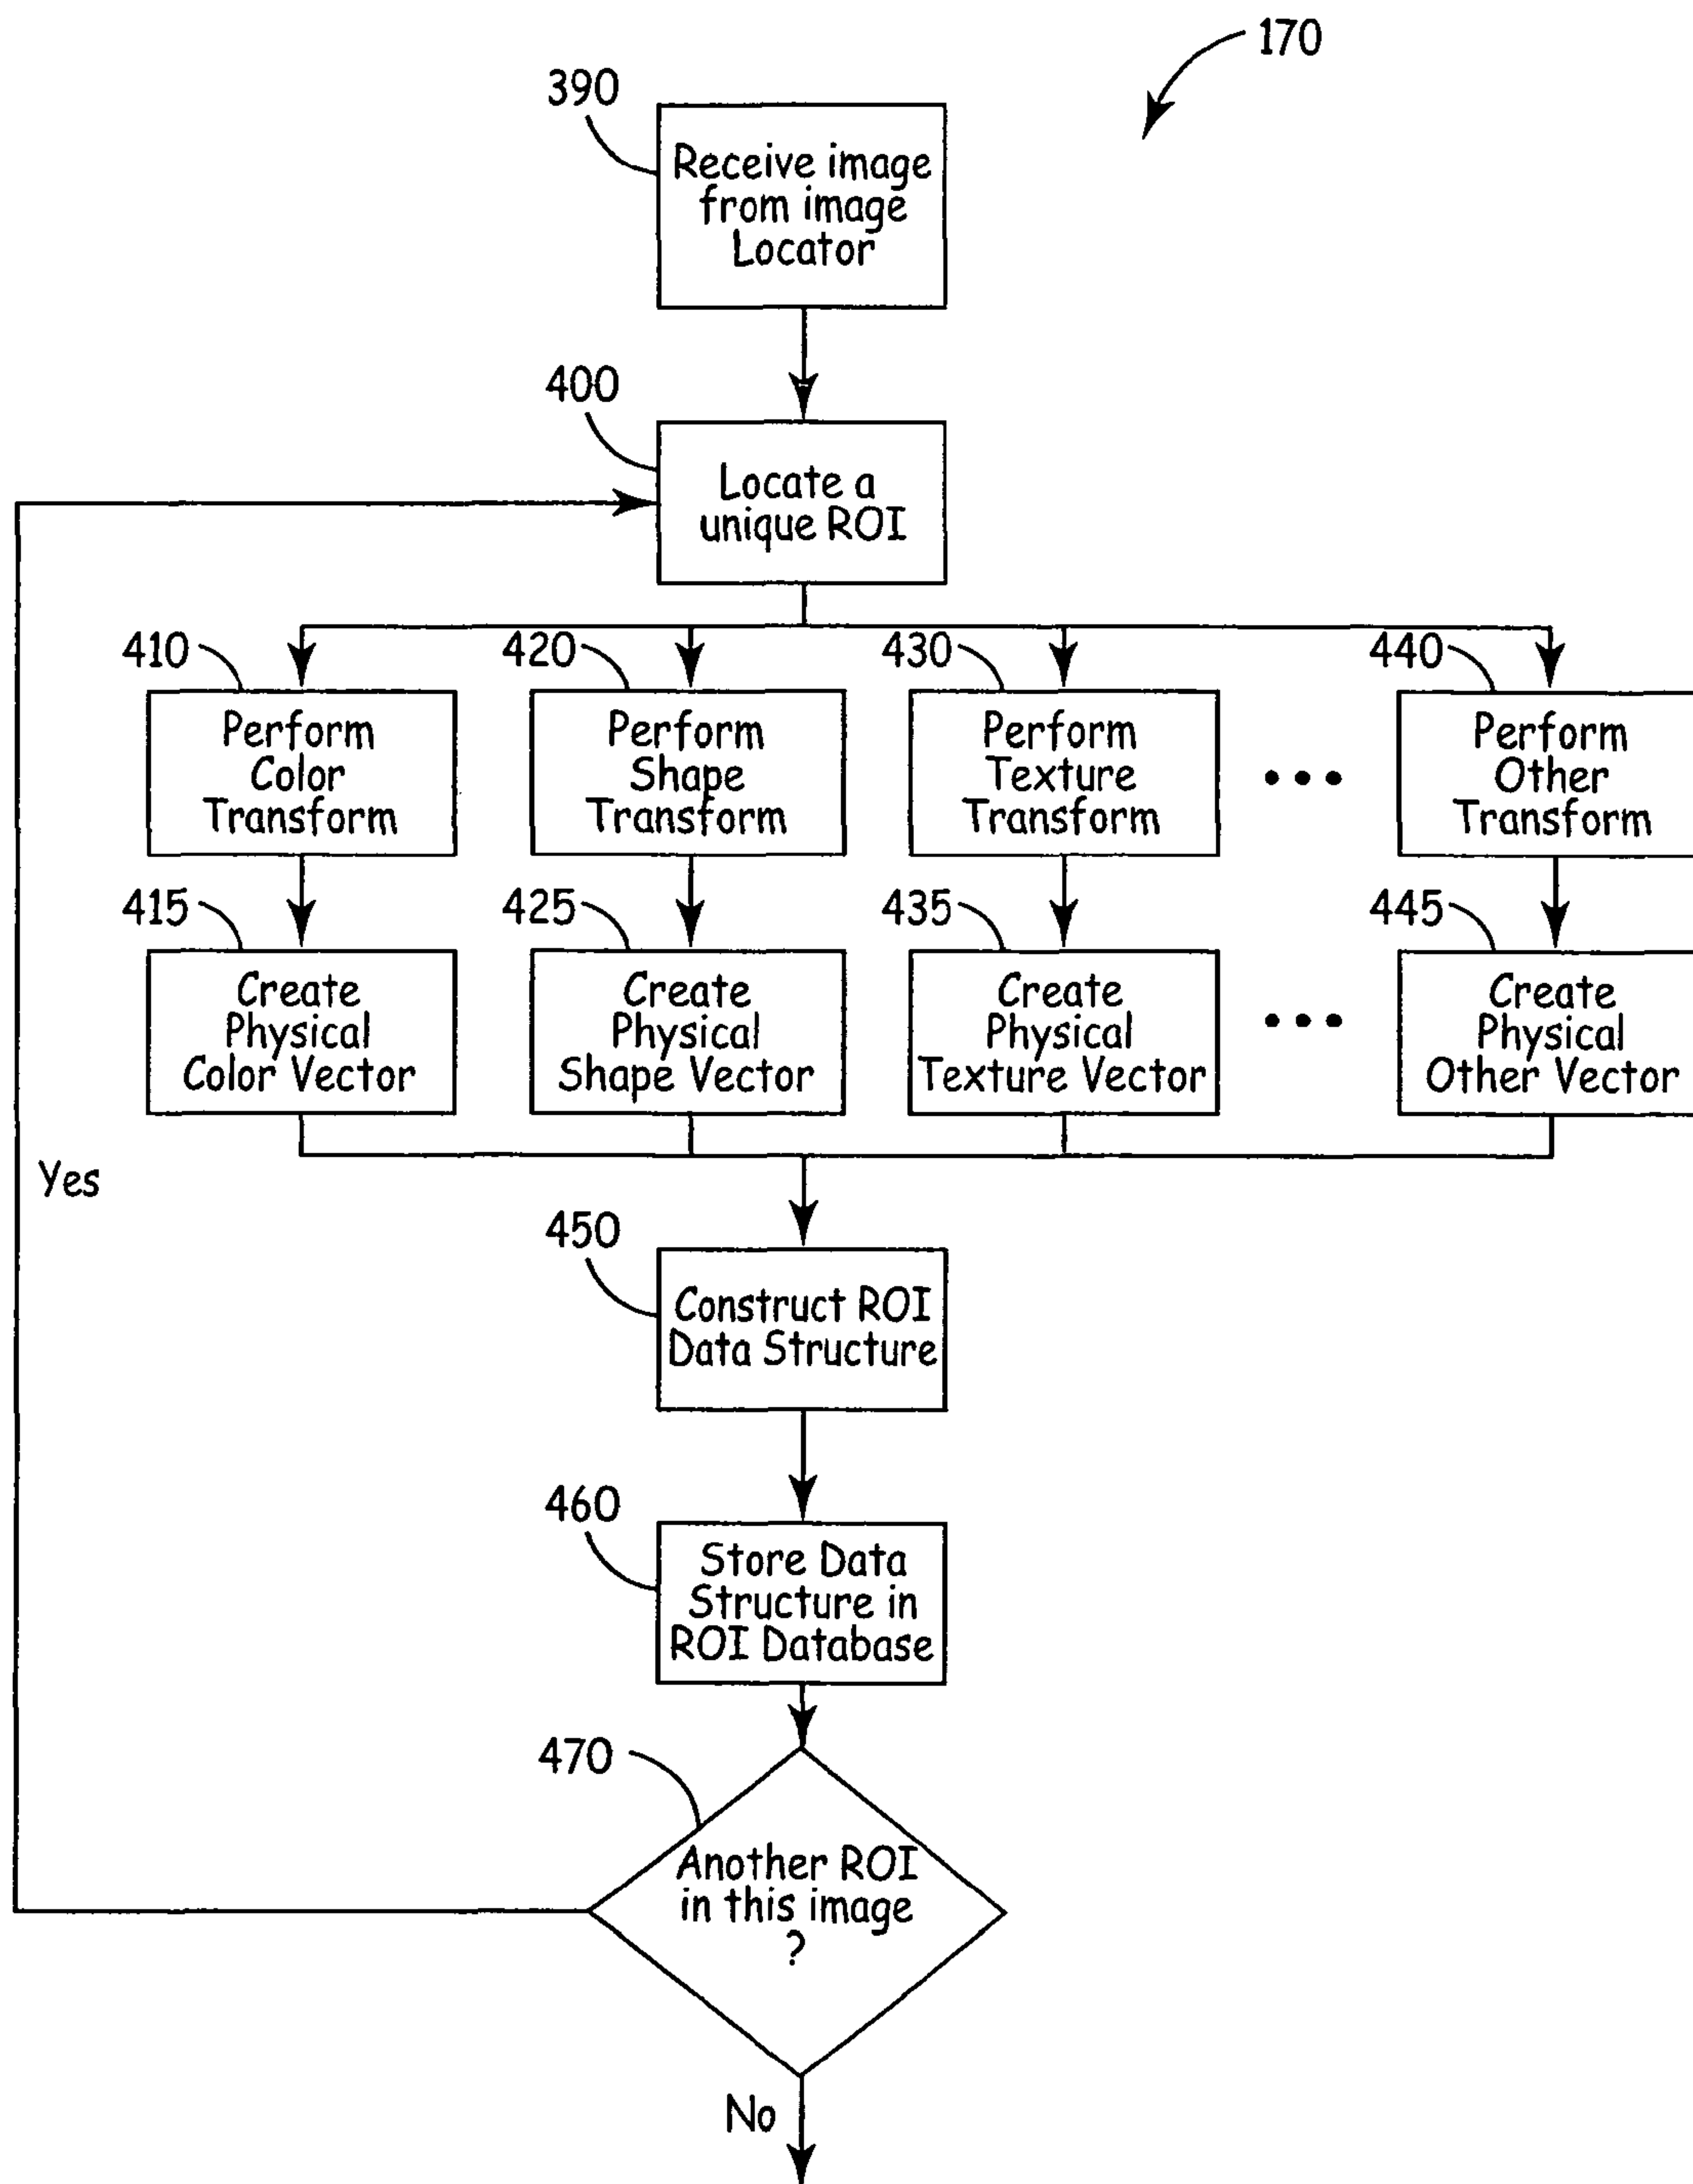 170
390
Receive image
from image
Locator
400
Locate a
unique ROI
410
420
430
440
Perform
Color
Transform
Perform
Shape
Transform
Perform
Texture
Transform
•••
Perform
Other
Transform
415
425
435
445
Create
Physical
Color Vector
Create
Physical
Shape Vector
Create
Physical
Texture Vector
•••
Create
Physical
Other Vector
Yes
450
Construct ROI
Data Structure
460
Store Data
Structure in
ROI Database
470
Another ROI
in this image
?
No